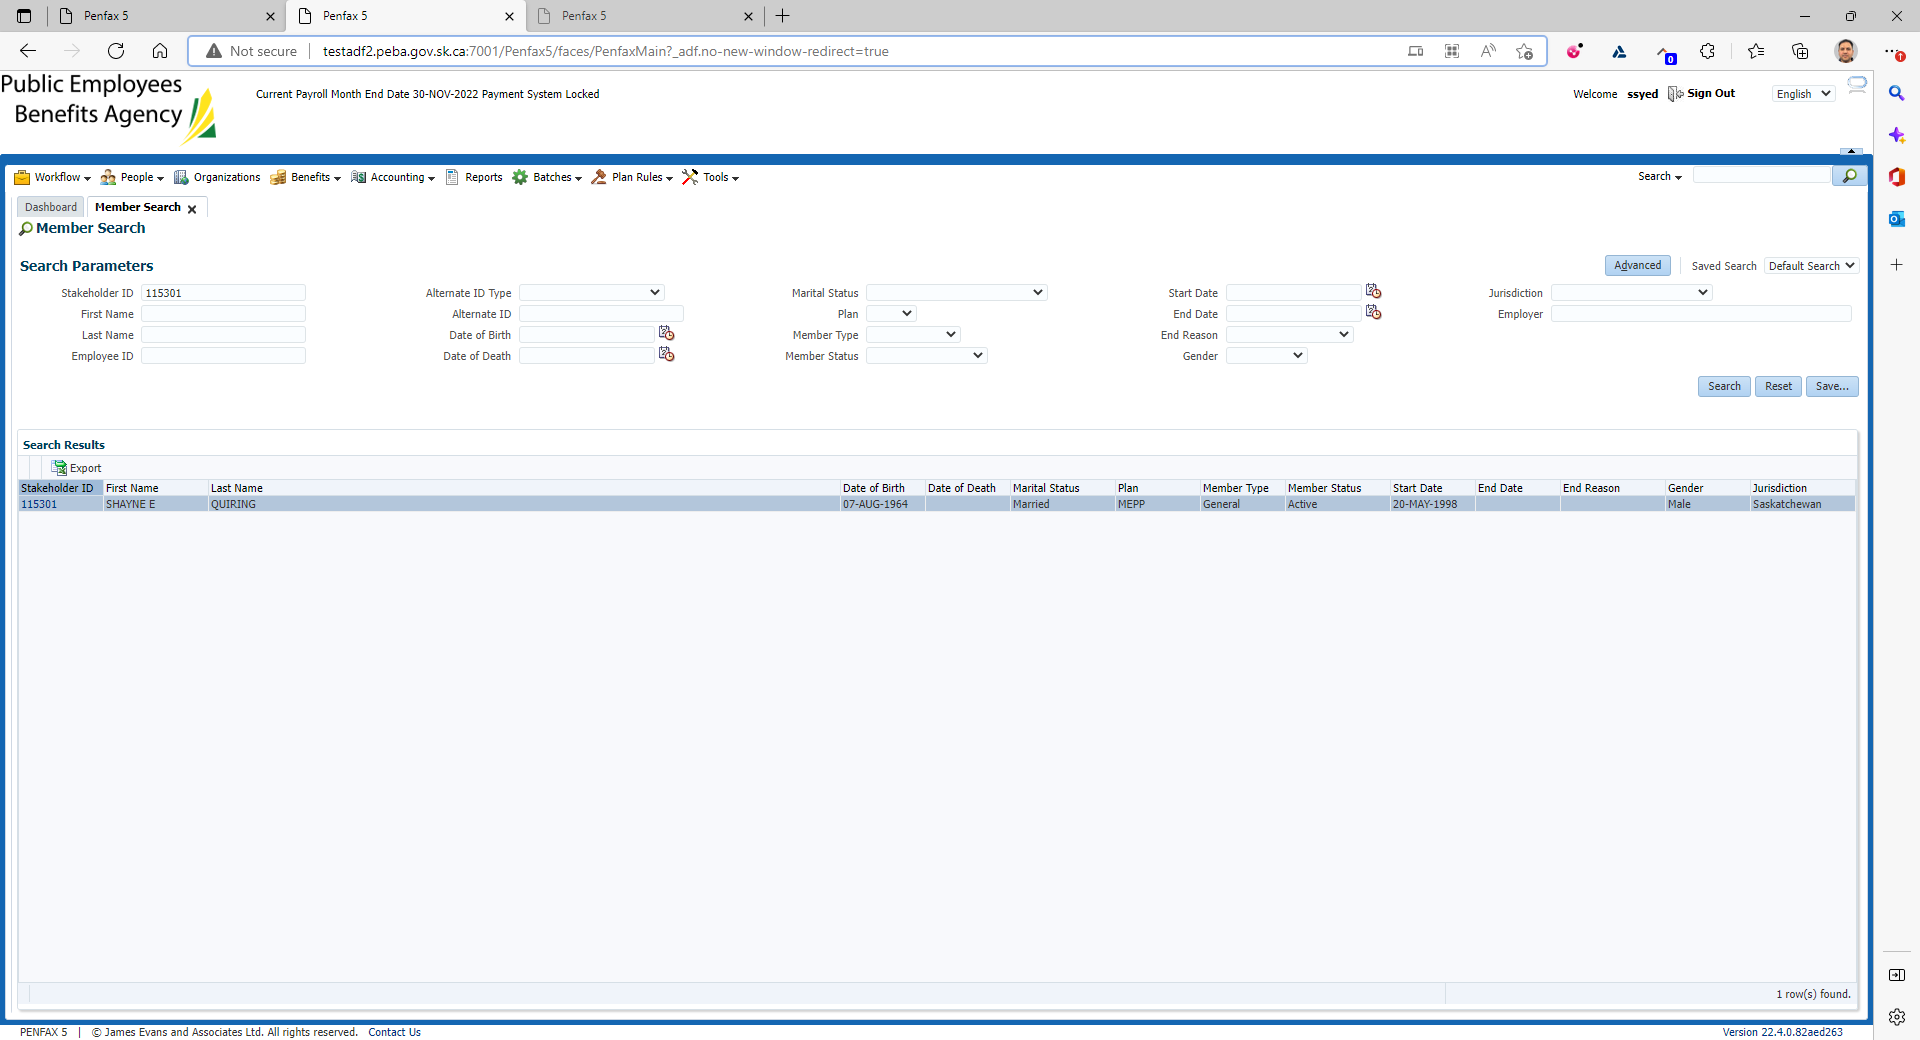 Penfax 5
Penfax 5
Penfax 5
Not secure
testadf2.peba.gov.sk.ca:7001/Penfax5/faces/PenfaxMain?_adf.no-new-window-redirect=true
0
Public Employees
Benefits Agency
Current Payroll Month End Date 30-NOV-2022 Payment System Locked
Welcome ssyed Sign Out English
Workflow People Organizations Benefits Accounting Reports Batches Plan Rules Tools Search
Dashboard Member Search
Member Search
Search Parameters Advanced Saved Search Default Search
Stakeholder ID 115301 Alternate ID Type Marital Status Start Date Jurisdiction
First Name Alternate ID Plan End Date Employer
Last Name Date of Birth Member Type End Reason
Employee ID Date of Death Member Status Gender
Search Reset Save...
Search Results
Export
Stakeholder ID First Name Last Name Date of Birth Date of Death Marital Status Plan Member Type Member Status Start Date End Date End Reason Gender Jurisdiction
115301 SHAYNE E QUIRING 07-AUG-1964 Married MEPP General Active 20-MAY-1998 Male Saskatchewan
1 row(s) found.
PENFAX 5 | © James Evans and Associates Ltd. All rights reserved. Contact Us Version 22.4.0.82aed263